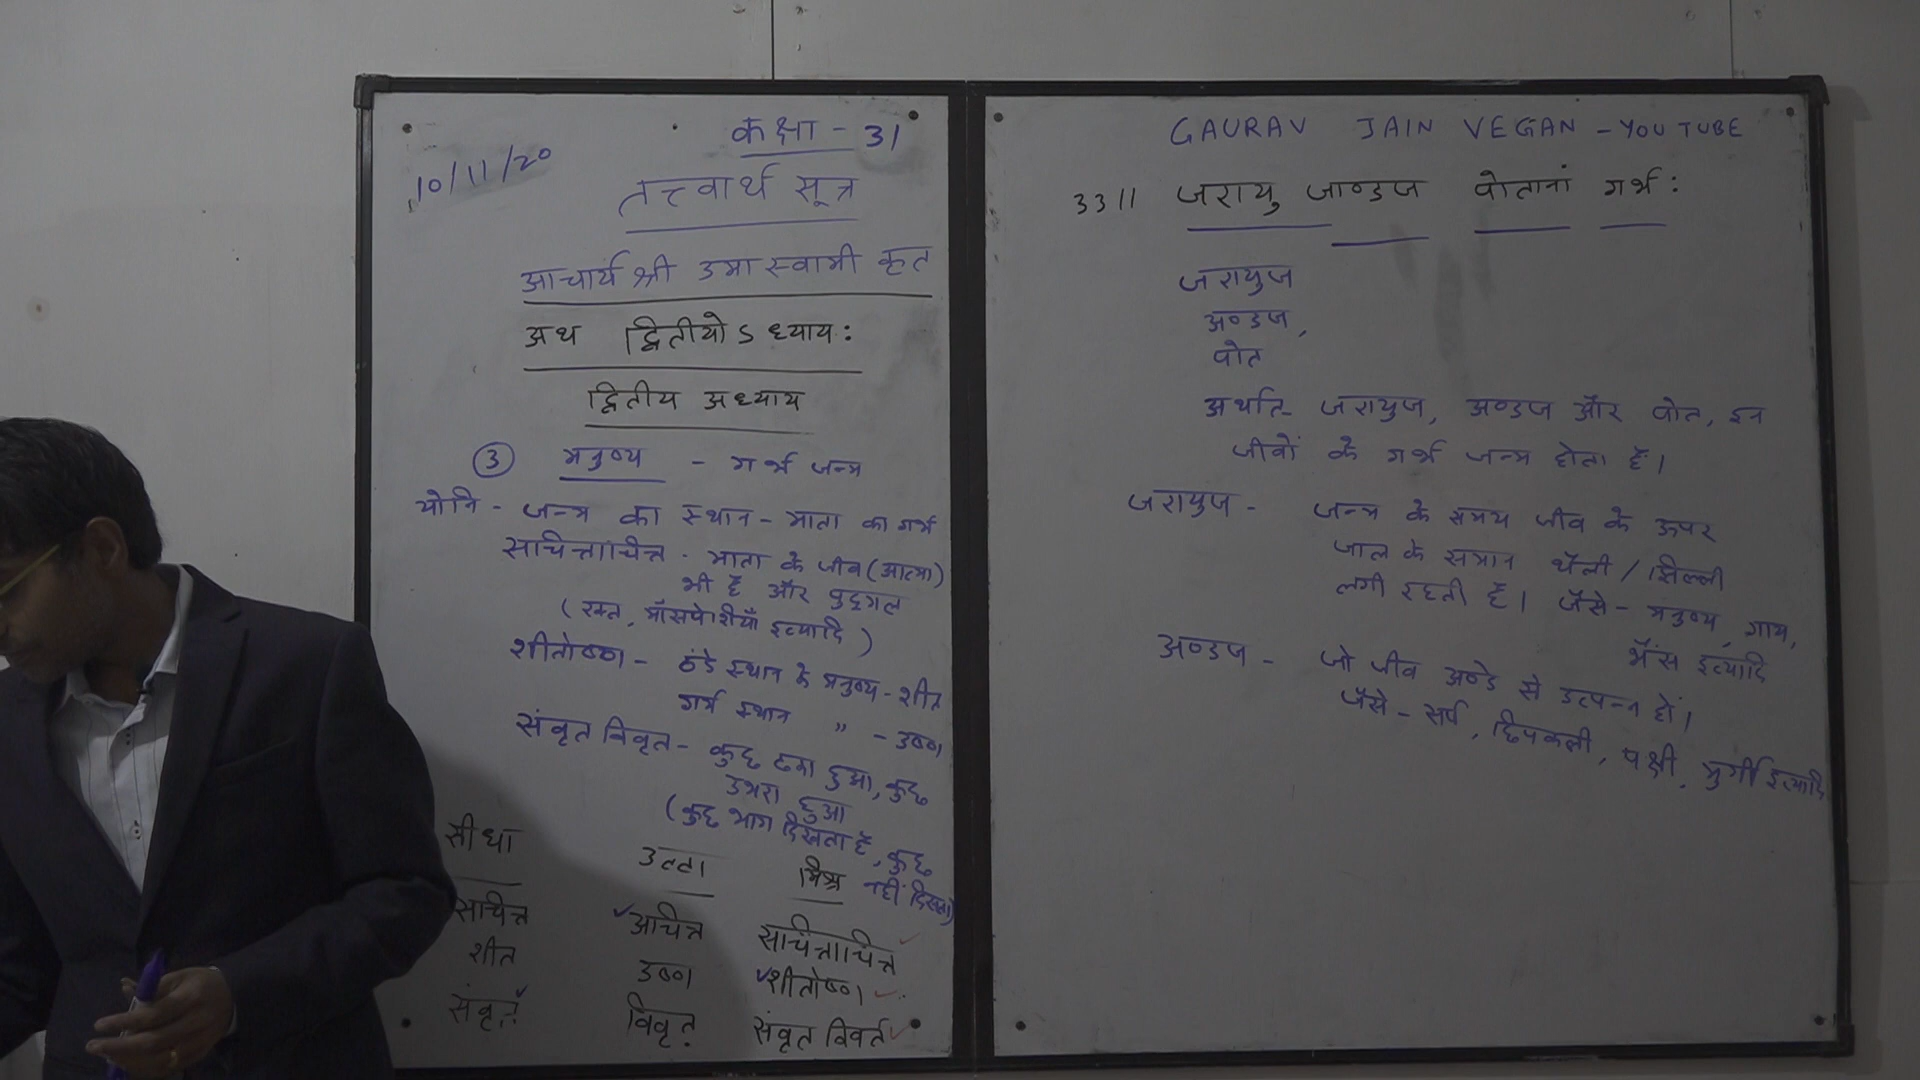 कक्षा - 31
10/11/20
तत्त्वार्थ सूत्र
आचार्य श्री उमास्वामी कृत
अथ द्वितीयोऽध्याय:
द्वितीय अध्याय
③ मनुष्य - गर्भ जन्म
योनि - जन्म का स्थान - माता का गर्भ
सचित्ताचित्त - माता के जीव (आत्मा)
भी है और पुद्गल
(रक्त, माँसपेशीयाँ इत्यादि)
शीतोष्ण - ठंडे स्थान के मनुष्य - शीत
गर्म स्थान " - उष्ण
संवृत विवृत - कुछ ढका हुआ, कुछ
उभरा हुआ
(कुछ भाग दिखता है, कुछ
नहीं दिखता)
सीधा उल्टा मिश्र
सचित्त ✓अचित्त सचित्ताचित्त ✓
शीत उष्ण ✓शीतोष्ण ✓
संवृत ✓ विवृत संवृत विवर्त ✓
GAURAV JAIN VEGAN - YOUTUBE
33।। जरायु जाण्डज पोतानां गर्भ:
जरायुज
अण्डज,
पोत
अर्थात - जरायुज, अण्डज और पोत, इन
जीवों के गर्भ जन्म होता है।
जरायुज - जन्म के समय जीव के ऊपर
जाल के समान थैली / झिल्ली
लगी रहती है। जैसे - मनुष्य, गाय,
भैंस इत्यादि
अण्डज - जो जीव अण्डे से उत्पन्न हों।
जैसे - सर्प, छिपकली, पक्षी, मुर्गी इत्यादि